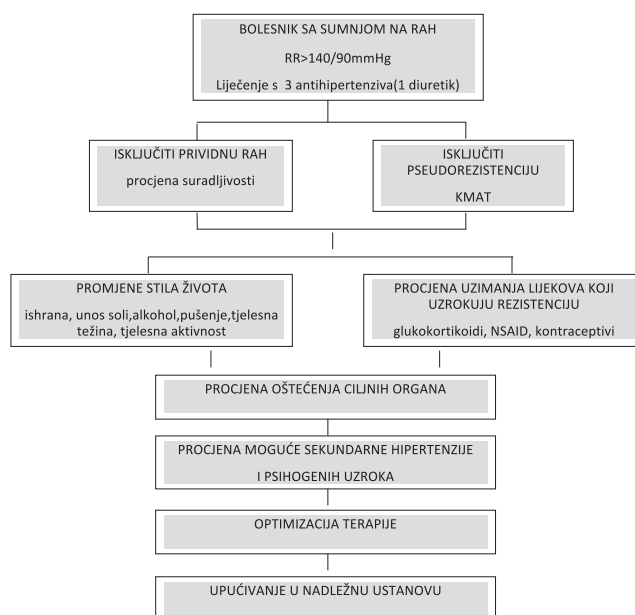 BOLESNIK SA SUMNJOM NA RAH
RR>140/90mmHg
Liječenje s 3 antihipertenziva(1 diuretik)
ISKLJUČITI PRIVIDNU RAH
procjena suradljivosti
ISKLJUČITI
PSEUDOREZISTENCIJU
KMAT
PROMJENE STILA ŽIVOTA
ishrana, unos soli,alkohol,pušenje,tjelesna
težina, tjelesna aktivnost
PROCJENA UZIMANJA LIJEKOVA KOJI
UZROKUJU REZISTENCIJU
glukokortikoidi, NSAID, kontraceptivi
PROCJENA OŠTEĆENJA CILJNIH ORGANA
PROCJENA MOGUĆE SEKUNDARNE HIPERTENZIJE
I PSIHOGENIH UZROKA
OPTIMIZACIJA TERAPIJE
UPUĆIVANJE U NADLEŽNU USTANOVU